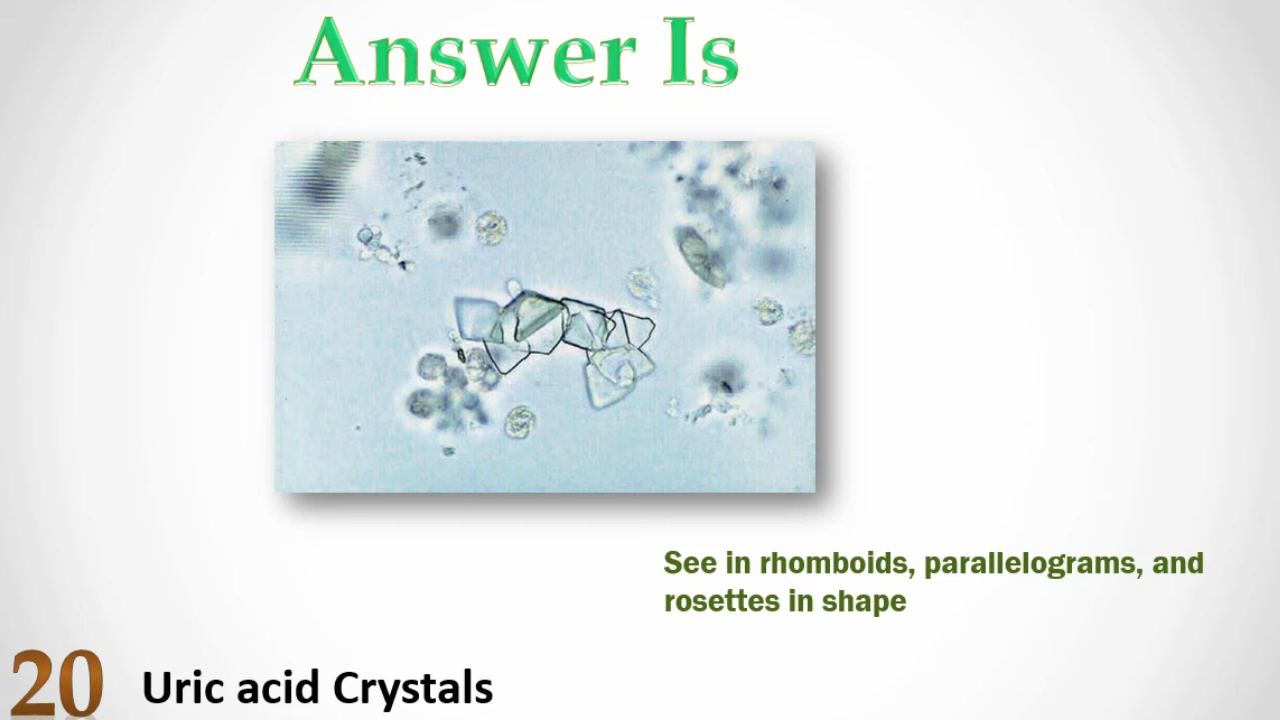 Answer Is
See in rhomboids, parallelograms, and
rosettes in shape
20 Uric acid Crystals